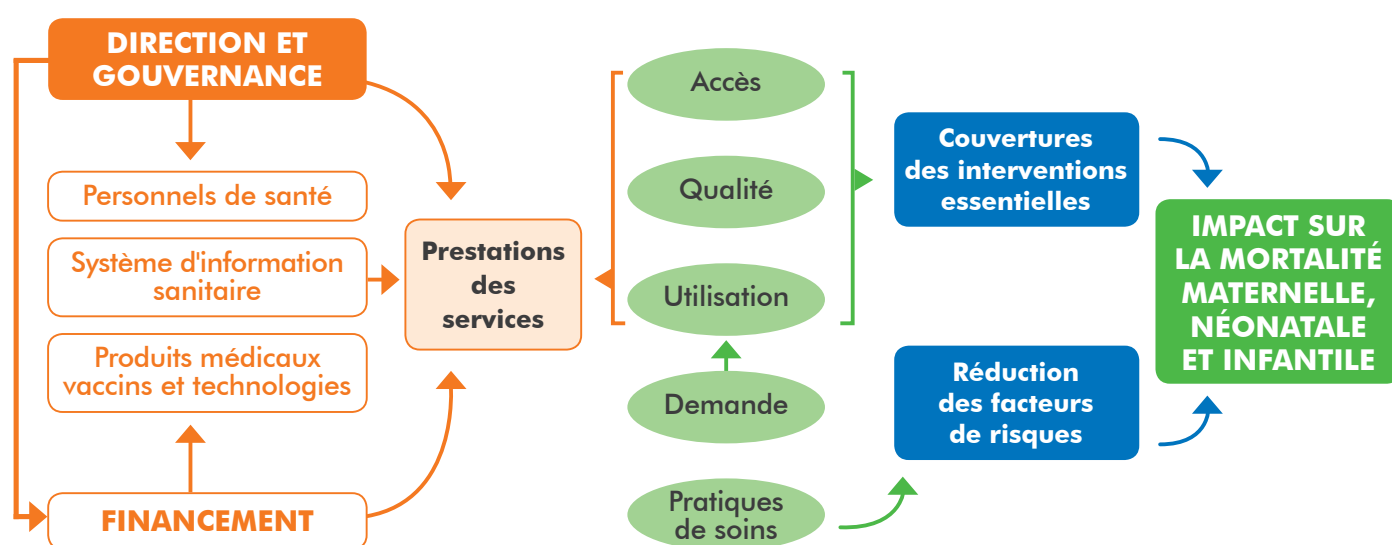 DIRECTION ET
GOUVERNANCE
Personnels de santé
Système d'information
sanitaire
Produits médicaux
vaccins et technologies
FINANCEMENT
Prestations
des
services
Accès
Qualité
Utilisation
Demande
Pratiques
de soins
Couvertures
des interventions
essentielles
Réduction
des facteurs
de risques
IMPACT SUR
LA MORTALITÉ
MATERNELLE,
NÉONATALE
ET INFANTILE